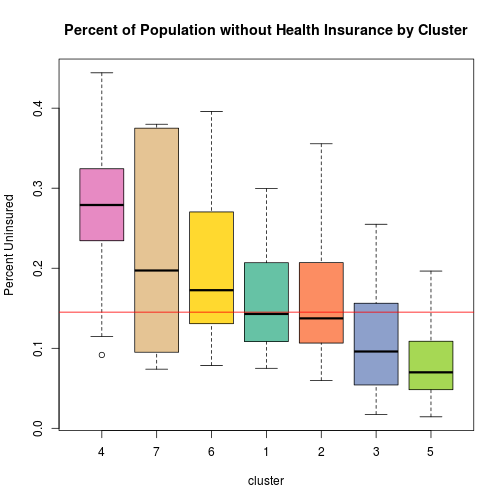 Percent of Population without Health Insurance by Cluster
Percent Uninsured
0.4
0.3
0.2
0.1
0.0
4 7 6 1 2 3 5
cluster